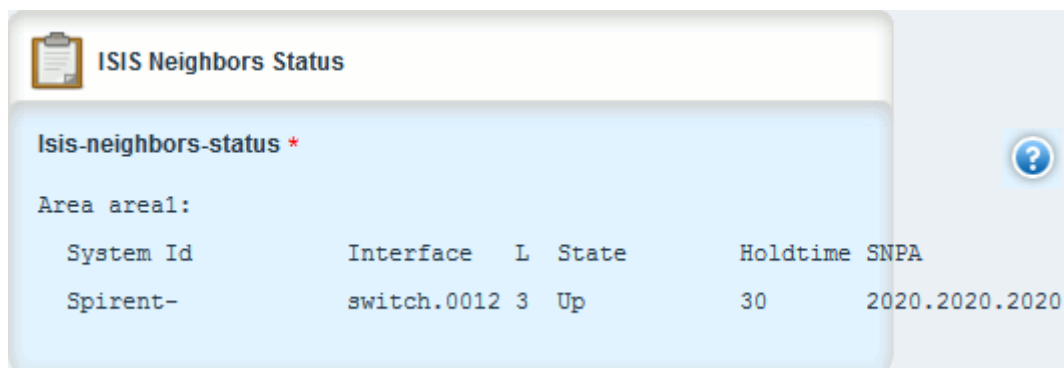 ISIS Neighbors Status
Isis-neighbors-status *
Area area1:
System Id Interface L State Holdtime SNPA
Spirent- switch.0012 3 Up 30 2020.2020.2020
?